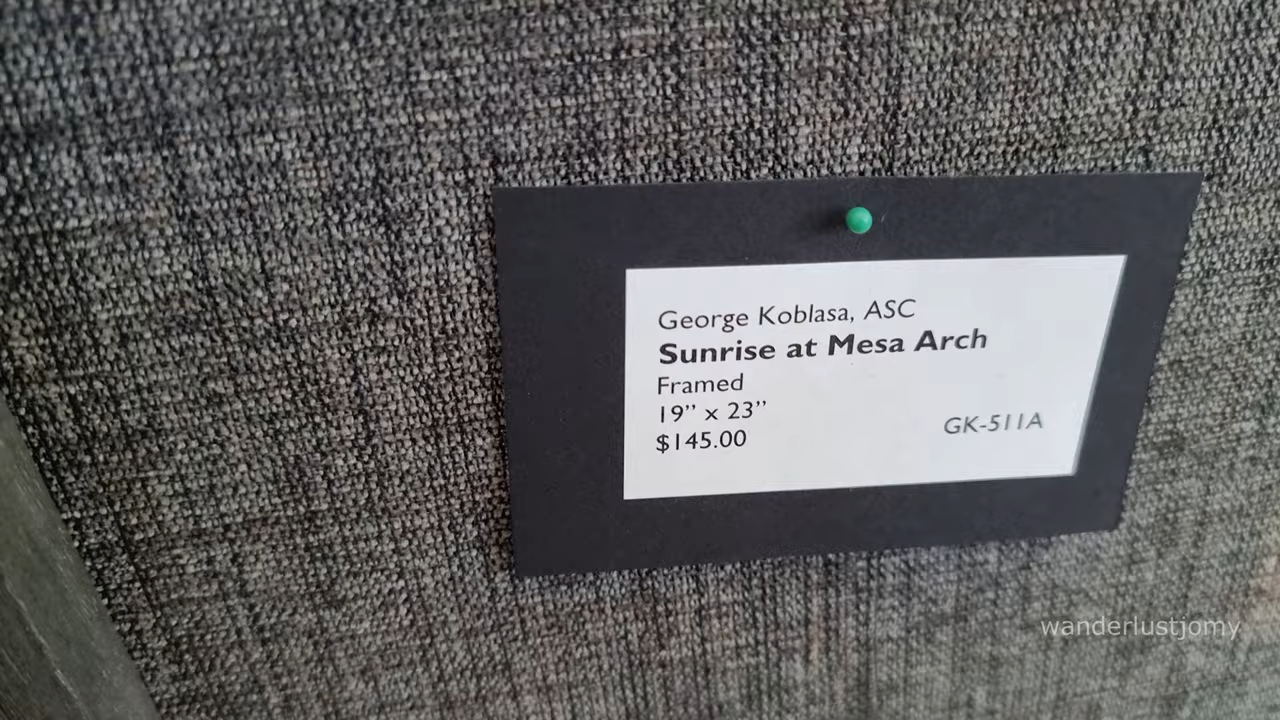 George Koblasa, ASC
Sunrise at Mesa Arch
Framed
19” x 23”
$145.00
GK-511A
wanderlustjomy